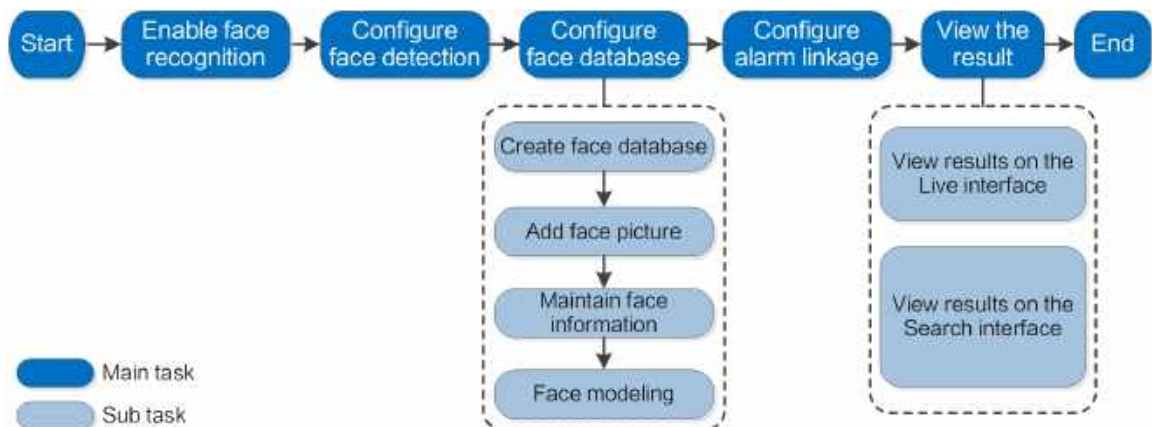 Start
Enable face
recognition
Configure
face detection
Configure
face database
Configure
alarm linkage
View the
result
End
Create face database
Add face picture
Maintain face
information
Face modeling
View results on the
Live interface
View results on the
Search interface
Main task
Sub task